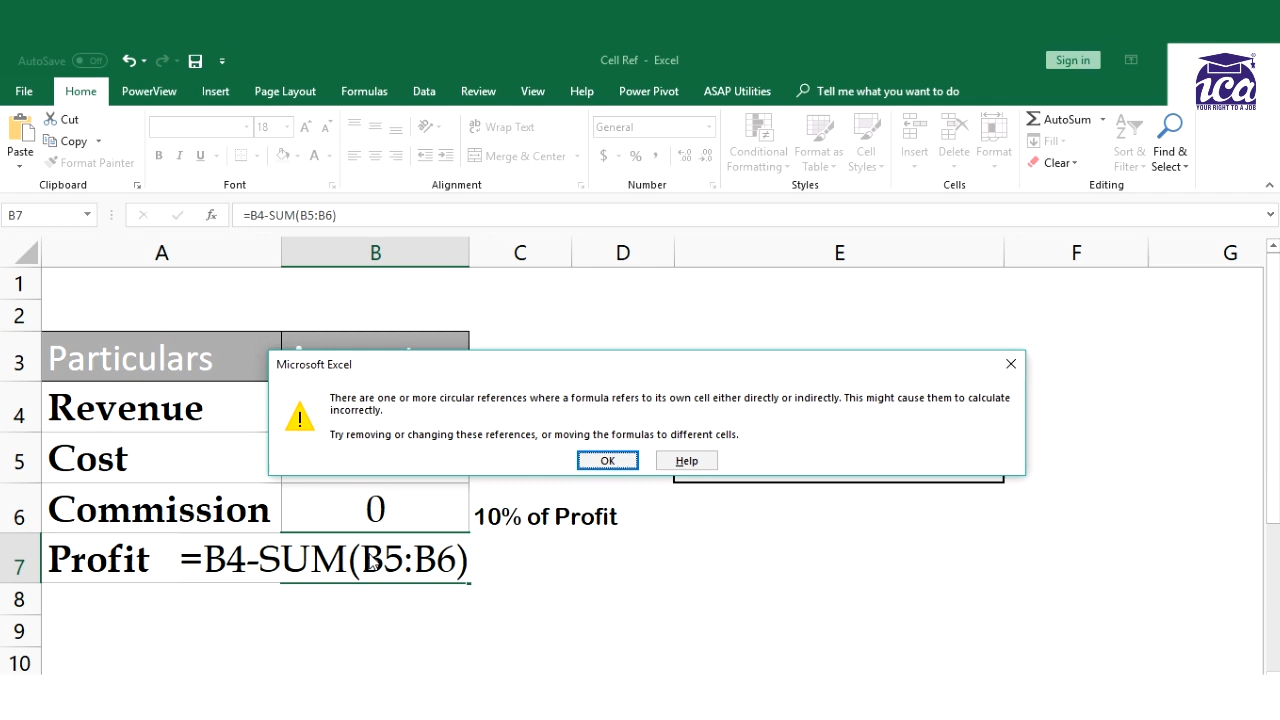 AutoSave Off
Cell Ref - Excel
Sign in
ica
YOUR RIGHT TO A JOB
File Home PowerView Insert Page Layout Formulas Data Review View Help Power Pivot ASAP Utilities Tell me what you want to do
Paste
Cut
Copy
Format Painter
Clipboard
18
A A
B I U
A
Font
ab Wrap Text
Merge & Center
Alignment
General
$ % ,
Number
Conditional Formatting
Format as Table
Cell Styles
Styles
Insert
Delete
Format
Cells
AutoSum
Fill
Clear
Sort & Filter
Find & Select
Editing
B7
fx
=B4-SUM(B5:B6)
A B C D E F G
1
2
3 Particulars
4 Revenue
5 Cost
6 Commission 0 10% of Profit
7 Profit =B4-SUM(B5:B6)
8
9
10
Microsoft Excel
There are one or more circular references where a formula refers to its own cell either directly or indirectly. This might cause them to calculate
incorrectly.
Try removing or changing these references, or moving the formulas to different cells.
OK Help